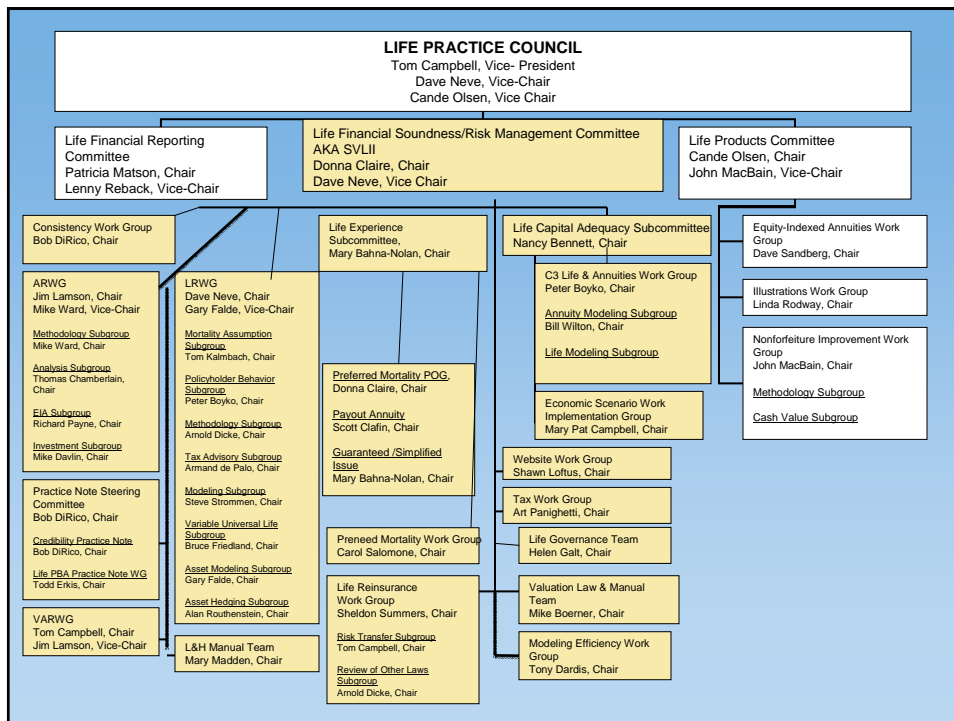 LIFE PRACTICE COUNCIL
Tom Campbell, Vice- President
Dave Neve, Vice-Chair
Cande Olsen, Vice Chair
Life Financial Reporting
Committee
Patricia Matson, Chair
Lenny Reback, Vice-Chair
Life Financial Soundness/Risk Management Committee
AKA SVLII
Donna Claire, Chair
Dave Neve, Vice Chair
Life Products Committee
Cande Olsen, Chair
John MacBain, Vice-Chair
Consistency Work Group
Bob DiRico, Chair
ARWG
Jim Lamson, Chair
Mike Ward, Vice-Chair
Methodology Subgroup
Mike Ward, Chair
Analysis Subgroup
Thomas Chamberlain,
Chair
EIA Subgroup
Richard Payne, Chair
Investment Subgroup
Mike Davlin, Chair
Practice Note Steering
Committee
Bob DiRico, Chair
Credibility Practice Note
Bob DiRico, Chair
Life PBA Practice Note WG
Todd Erkis, Chair
VARWG
Tom Campbell, Chair
Jim Lamson, Vice-Chair
LRWG
Dave Neve, Chair
Gary Falde, Vice-Chair
Mortality Assumption
Subgroup
Tom Kalmbach, Chair
Policyholder Behavior
Subgroup
Peter Boyko, Chair
Methodology Subgroup
Arnold Dicke, Chair
Tax Advisory Subgroup
Armand de Palo, Chair
Modeling Subgroup
Steve Strommen, Chair
Variable Universal Life
Subgroup
Bruce Friedland, Chair
Asset Modeling Subgroup
Gary Falde, Chair
Asset Hedging Subgroup
Alan Routhenstein, Chair
L&H Manual Team
Mary Madden, Chair
Life Experience
Subcommittee,
Mary Bahna-Nolan, Chair
Preferred Mortality POG,
Donna Claire, Chair
Payout Annuity
Scott Clafin, Chair
Guaranteed /Simplified
Issue
Mary Bahna-Nolan, Chair
Preneed Mortality Work Group
Carol Salomone, Chair
Life Reinsurance
Work Group
Sheldon Summers, Chair
Risk Transfer Subgroup
Tom Campbell, Chair
Review of Other Laws
Subgroup
Arnold Dicke, Chair
Life Capital Adequacy Subcommittee
Nancy Bennett, Chair
C3 Life & Annuities Work Group
Peter Boyko, Chair
Annuity Modeling Subgroup
Bill Wilton, Chair
Life Modeling Subgroup
Economic Scenario Work
Implementation Group
Mary Pat Campbell, Chair
Website Work Group
Shawn Loftus, Chair
Tax Work Group
Art Panighetti, Chair
Life Governance Team
Helen Galt, Chair
Valuation Law & Manual
Team
Mike Boerner, Chair
Modeling Efficiency Work
Group
Tony Dardis, Chair
Equity-Indexed Annuities Work
Group
Dave Sandberg, Chair
Illustrations Work Group
Linda Rodway, Chair
Nonforfeiture Improvement Work
Group
John MacBain, Chair
Methodology Subgroup
Cash Value Subgroup